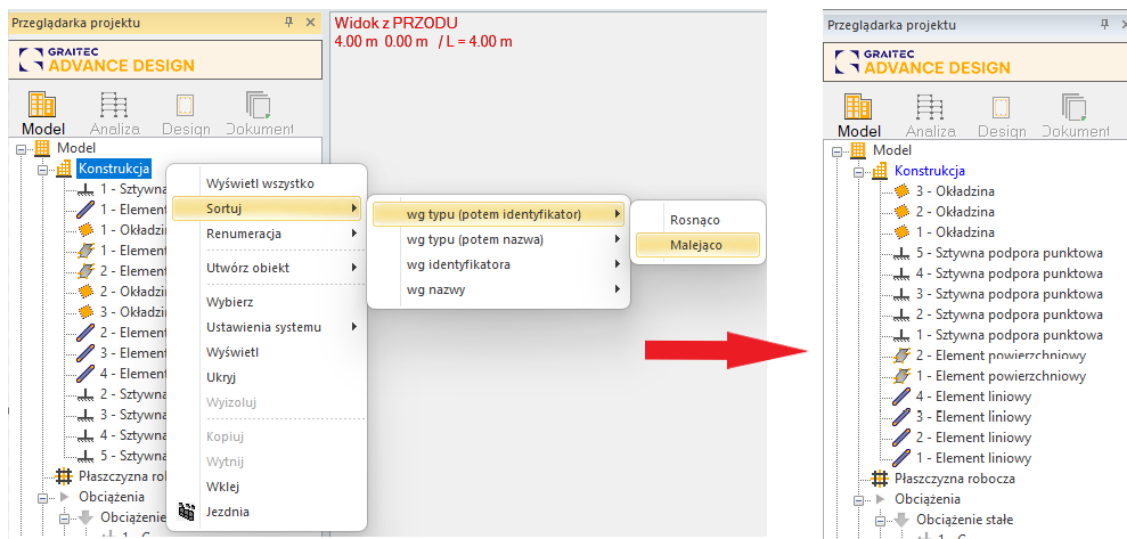 Przeglądarka projektu
GRAITEC
ADVANCE DESIGN
Model Analiza Design Dokument
Model
Konstrukcja
1 - Sztywna
1 - Element
1 - Okładzi
1 - Element
2 - Element
2 - Okładzi
3 - Okładzi
2 - Element
3 - Element
4 - Element
2 - Sztywna
3 - Sztywna
4 - Sztywna
5 - Sztywna
Płaszczyzna rol
Obciążenia
Obciążenie
Widok z PRZODU
4.00 m 0.00 m / L = 4.00 m
Wyświetl wszystko
Sortuj
Renumeracja
Utwórz obiekt
Wybierz
Ustawienia systemu
Wyświetl
Ukryj
Wyizoluj
Kopiuj
Wytnij
Wklej
Jezdnia
wg typu (potem identyfikator)
wg typu (potem nazwa)
wg identyfikatora
wg nazwy
Rosnąco
Malejąco
Przeglądarka projektu
GRAITEC
ADVANCE DESIGN
Model Analiza Design Dokument
Model
Konstrukcja
3 - Okładzina
2 - Okładzina
1 - Okładzina
5 - Sztywna podpora punktowa
4 - Sztywna podpora punktowa
3 - Sztywna podpora punktowa
2 - Sztywna podpora punktowa
1 - Sztywna podpora punktowa
2 - Element powierzchniowy
1 - Element powierzchniowy
4 - Element liniowy
3 - Element liniowy
2 - Element liniowy
1 - Element liniowy
Płaszczyzna robocza
Obciążenia
Obciążenie stałe